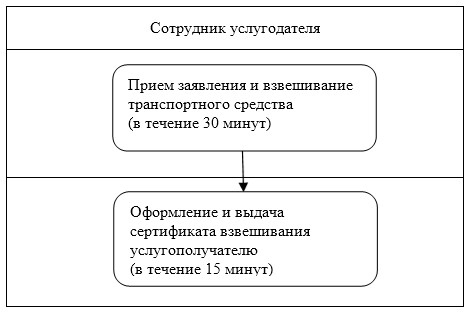 Сотрудник услугодателя
Прием заявления и взвешивание
транспортного средства
(в течение 30 минут)
Оформление и выдача
сертификата взвешивания
услугополучателю
(в течение 15 минут)